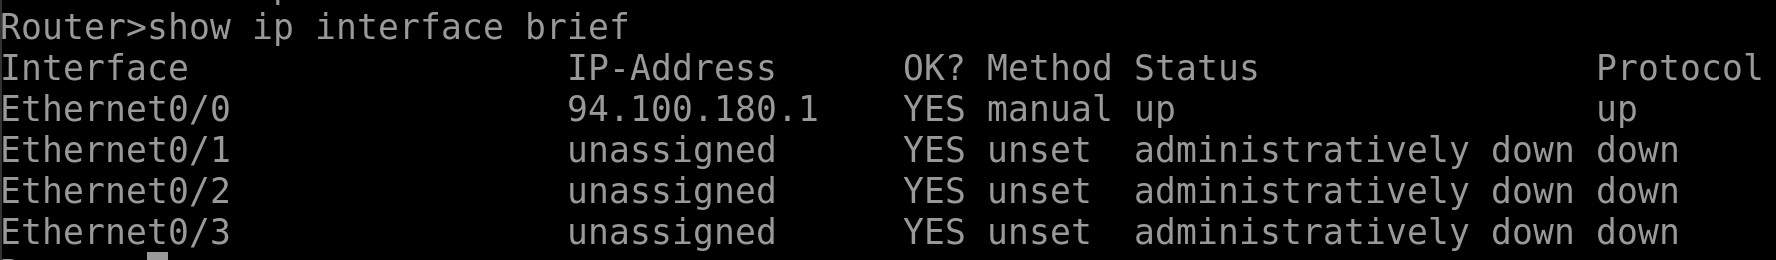 Router>show ip interface brief
Interface                  IP-Address      OK? Method Status                Protocol
Ethernet0/0                94.100.180.1    YES manual up                    up
Ethernet0/1                unassigned      YES unset  administratively down down
Ethernet0/2                unassigned      YES unset  administratively down down
Ethernet0/3                unassigned      YES unset  administratively down down